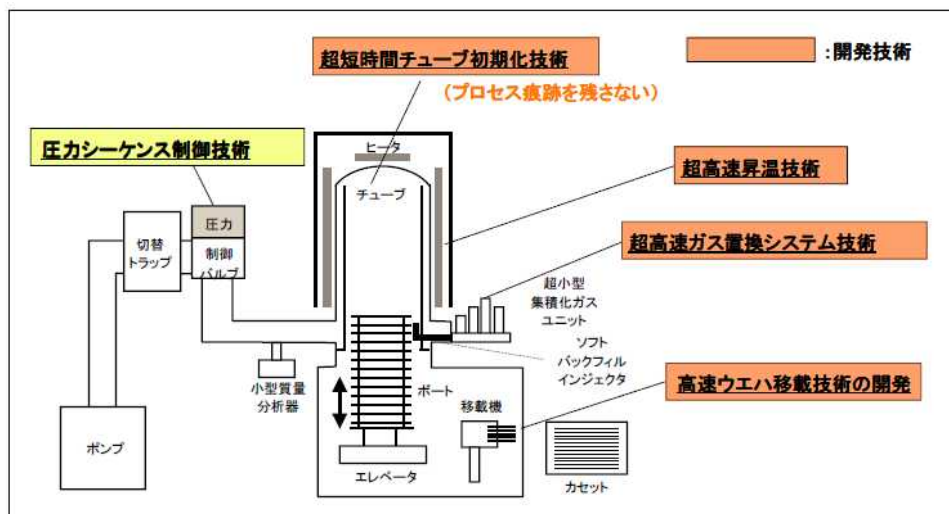 超短時間チューブ初期化技術
:開発技術
(プロセス痕跡を残さない)
圧力シーケンス制御技術
ヒータ
超高速昇温技術
チューブ
圧力
切替
トラップ
制御
バルブ
超高速ガス置換システム技術
超小型
集積化ガス
ユニット
ソフト
バックフィル
インジェクタ
小型質量
分析器
ボート
高速ウエハ移載技術の開発
移載機
ポンプ
エレベータ
カセット